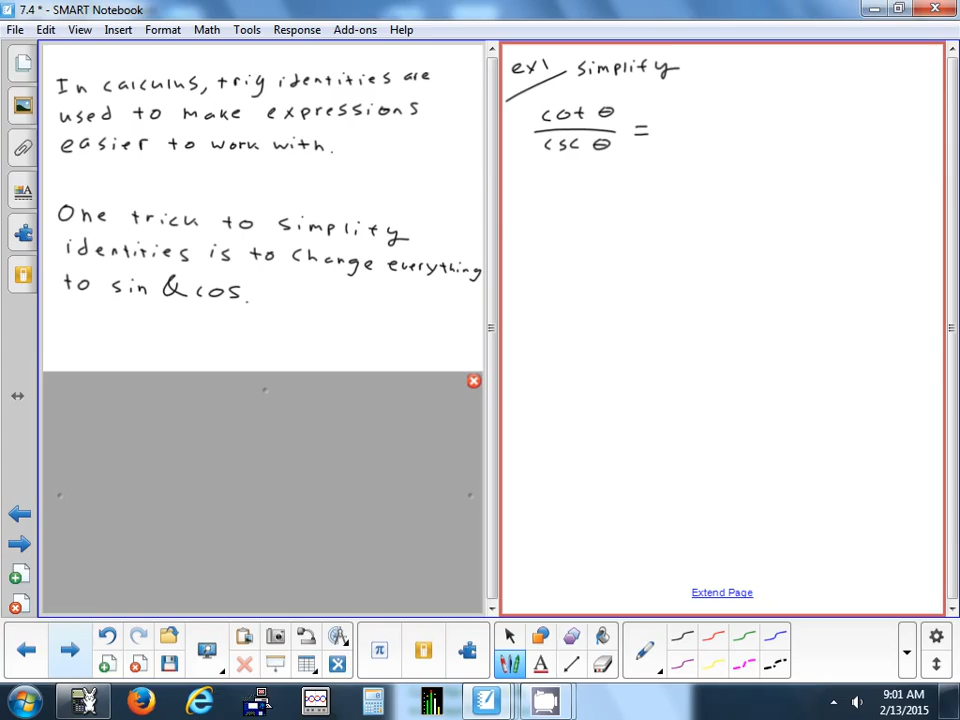 7.4 * - SMART Notebook
File Edit View Insert Format Math Tools Response Add-ons Help
In calculus, trig identities are
used to make expressions
easier to work with.
One trick to simplify
identities is to change everything
to sin & cos.
ex1 simplify
cot θ
csc θ =
Extend Page
π
A
9:01 AM
2/13/2015